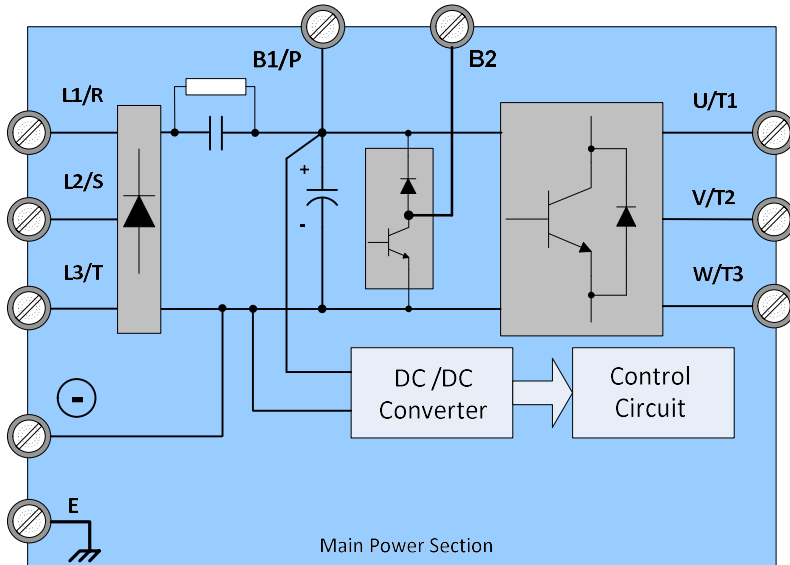 B1/P
B2
L1/R
U/T1
L2/S
V/T2
+
-
L3/T
W/T3
DC /DC
Converter
Control
Circuit
-
E
Main Power Section